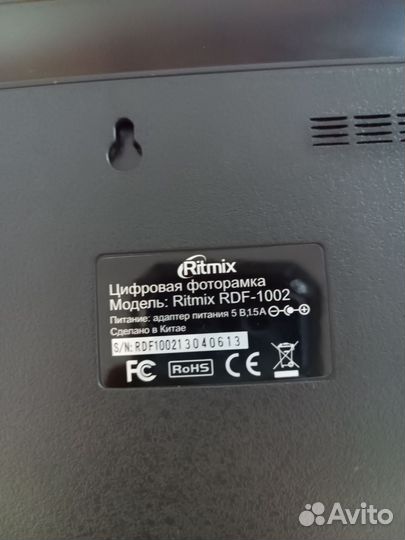 Ritmix
Цифровая фоторамка
Модель: Ritmix RDF-1002
Питание: адаптер питания 5 В,1.5А
Сделано в Китае
S/N: RDF100213040613
FC RoHS CE
Avito